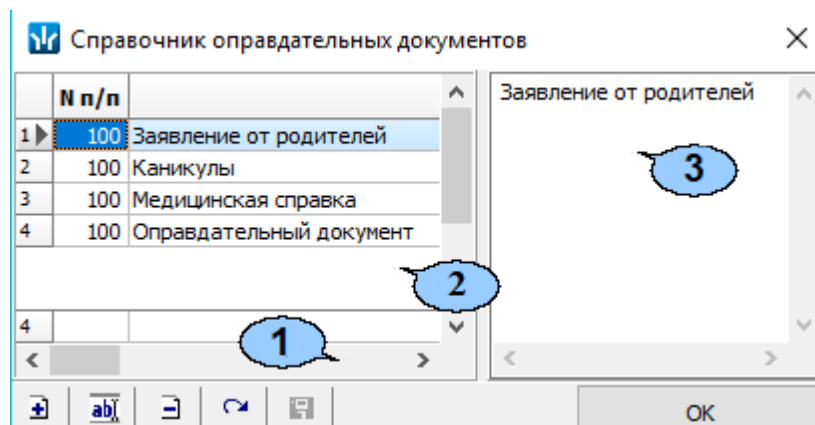 Справочник оправдательных документов
N п/п
1 100 Заявление от родителей
2 100 Каникулы
3 100 Медицинская справка
4 100 Оправдательный документ
4
Заявление от родителей
3
2
1
abI
OK